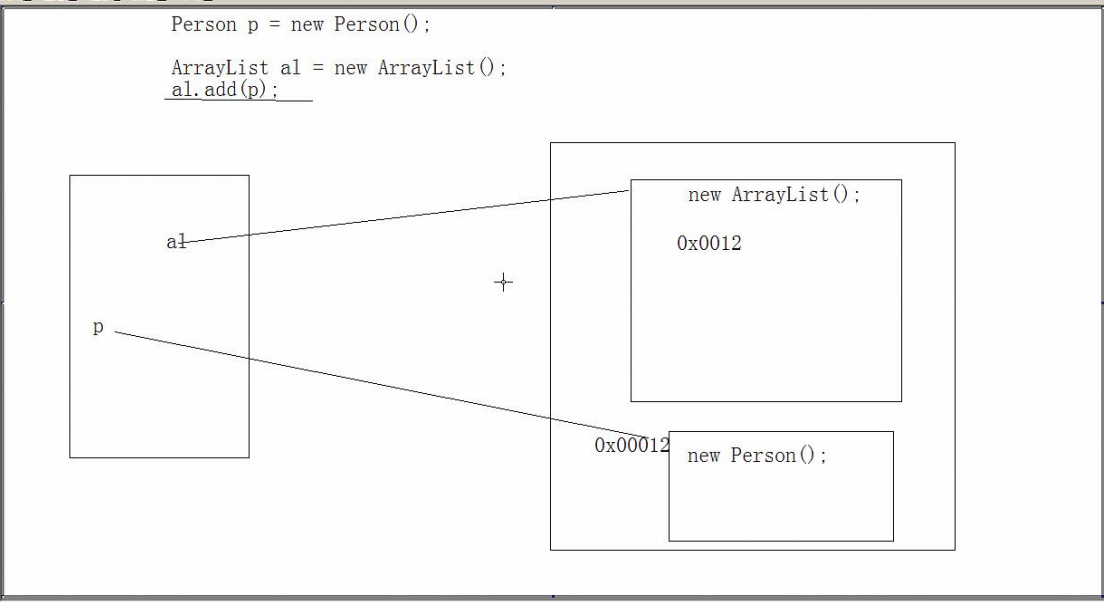 Person p = new Person();
ArrayList al = new ArrayList();
al.add(p);
new ArrayList();
al
0x0012
p
0x00012
new Person();